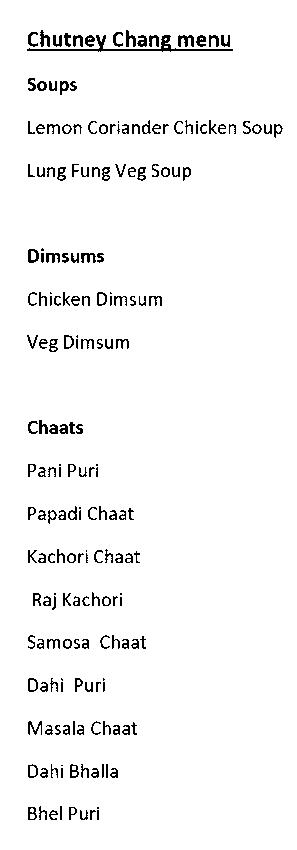 Chutney Chang menu
Soups
Lemon Coriander Chicken Soup
Lung Fung Veg Soup
Dimsums
Chicken Dimsum
Veg Dimsum
Chaats
Pani Puri
Papadi Chaat
Kachori Chaat
Raj Kachori
Samosa  Chaat
Dahi  Puri
Masala Chaat
Dahi Bhalla
Bhel Puri